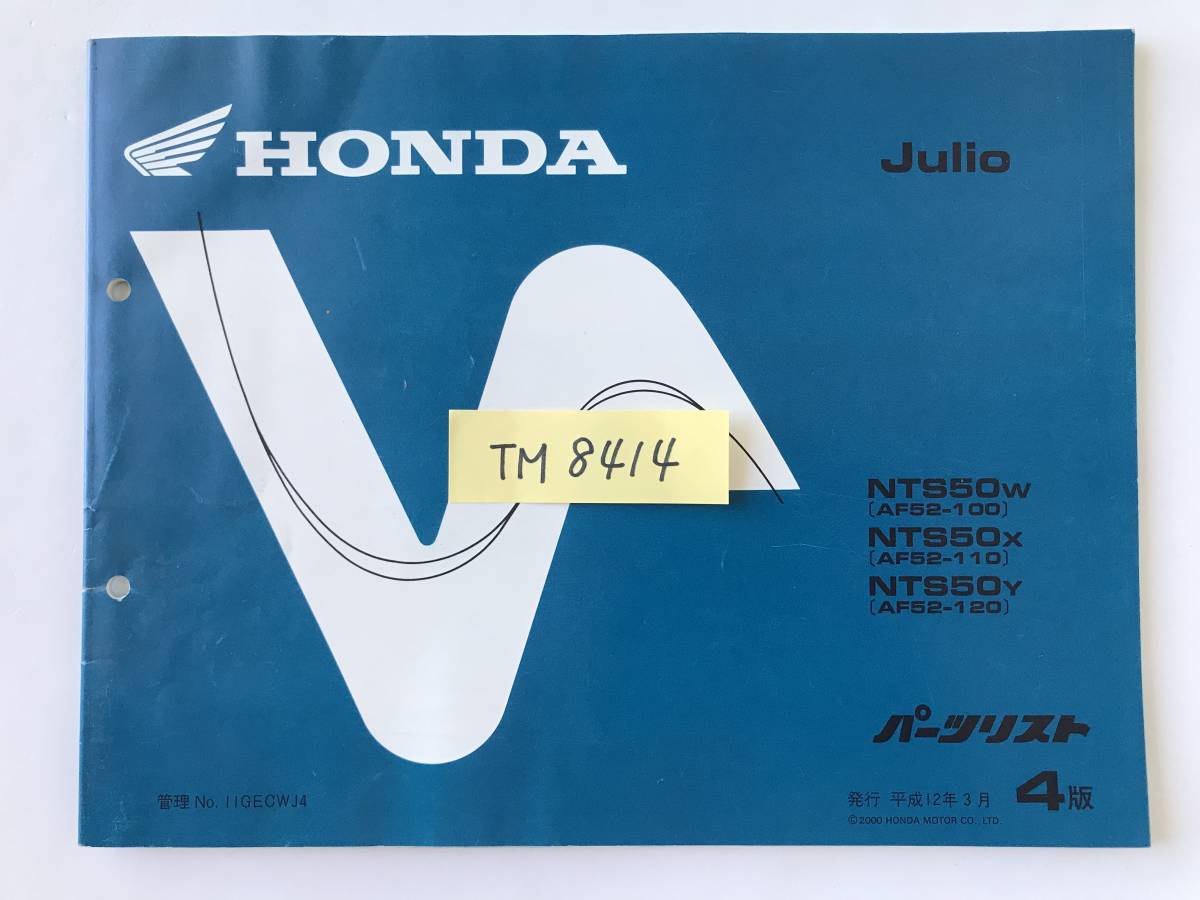 HONDA
Julio
TM 8414
NTS50W
〔AF52-100〕
NTS50X
〔AF52-110〕
NTS50Y
〔AF52-120〕
パーツリスト
管理 No. 11GECWJ4
発行 平成12年3月 4版
©2000 HONDA MOTOR CO., LTD.